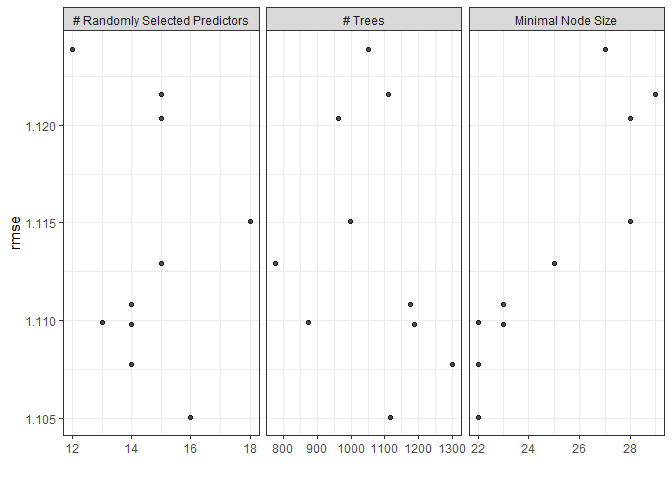 # Randomly Selected Predictors
# Trees
Minimal Node Size
rmse
1.120
1.115
1.110
1.105
12 14 16 18
800 900 1000 1100 1200 1300
22 24 26 28